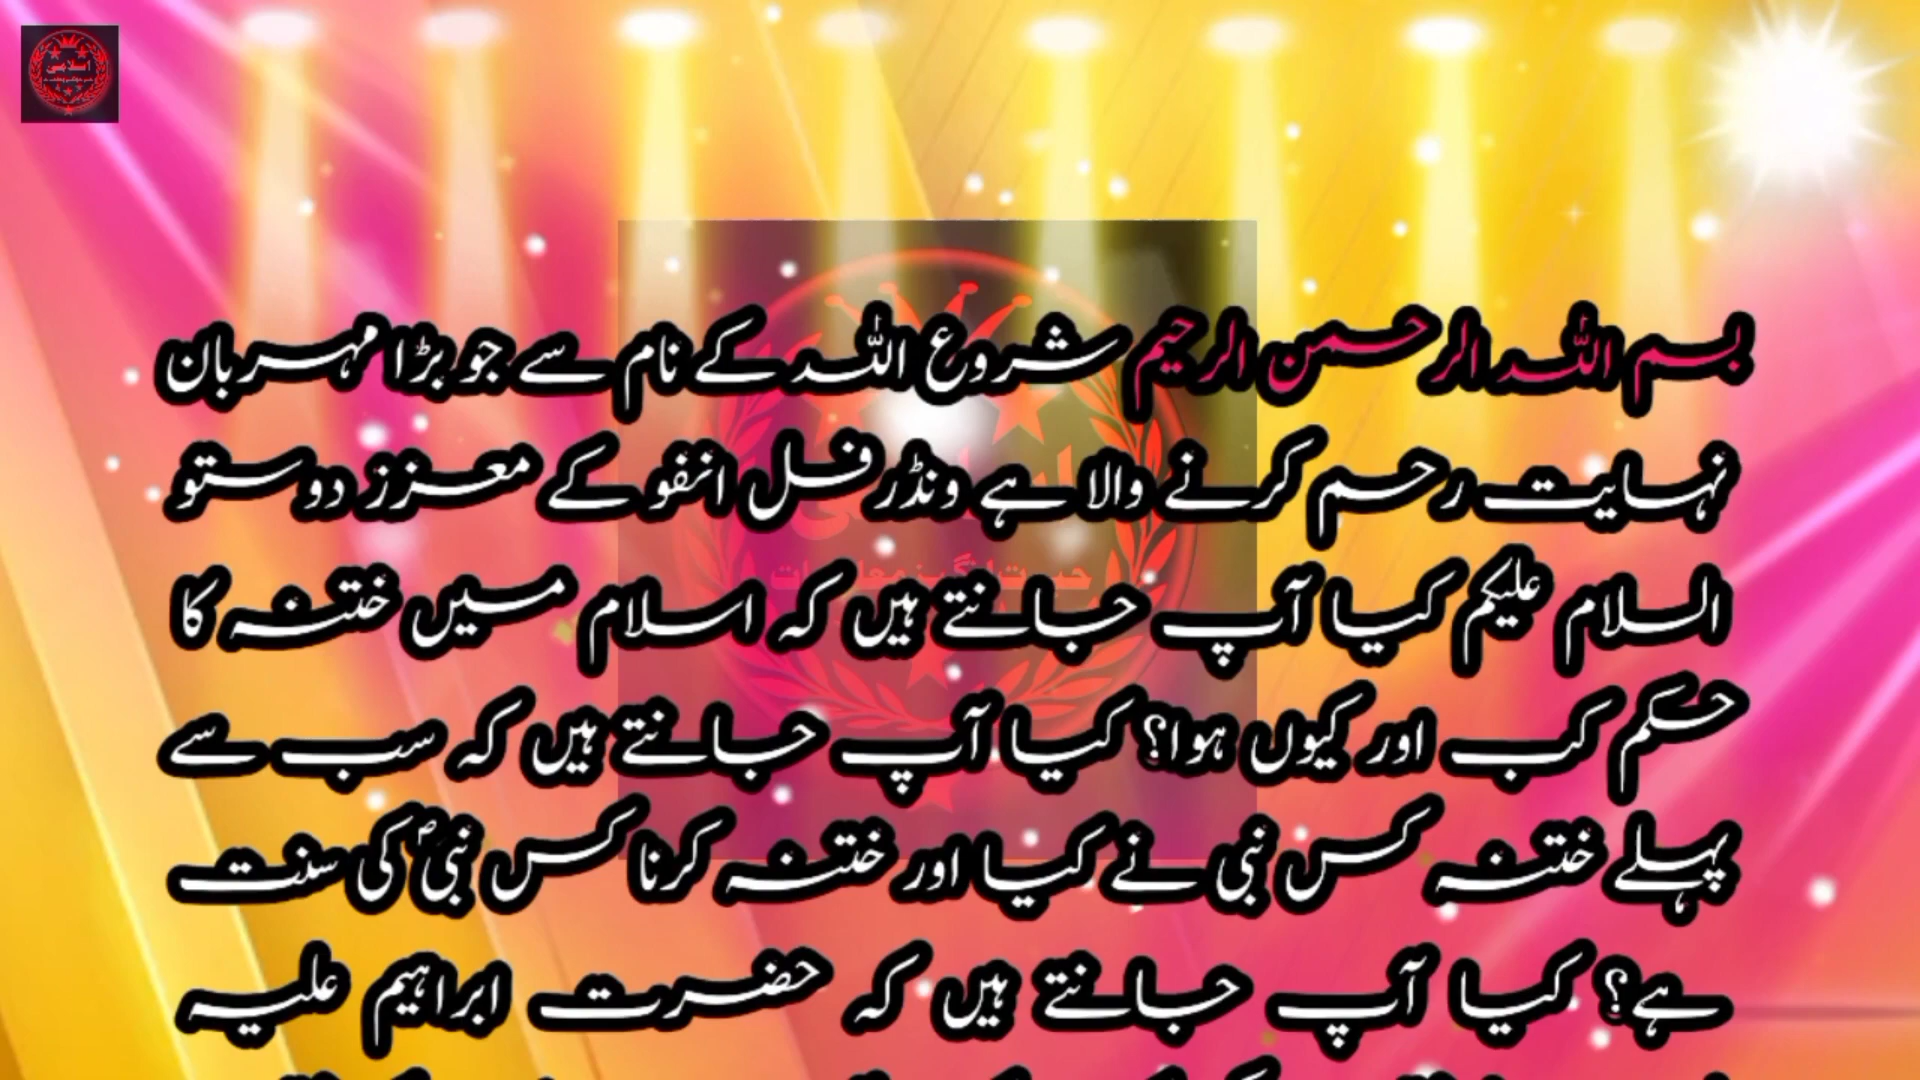 اسلامی
بسم اللہ الرحمن الرحیم شروع اللہ کے نام سے جو بڑا مہربان
نہایت رحم کرنے والا ہے ونڈر فل انفو کے معزز دوستو
السلام علیکم کیا آپ جانتے ہیں کہ اسلام میں ختنہ کا
حکم کب اور کیوں ہوا؟ کیا آپ جانتے ہیں کہ سب سے
پہلے ختنہ کس نبی نے کیا اور ختنہ کرنا کس نبیؐ کی سنت
ہے؟ کیا آپ جانتے ہیں کہ حضرت ابراہیم علیہ